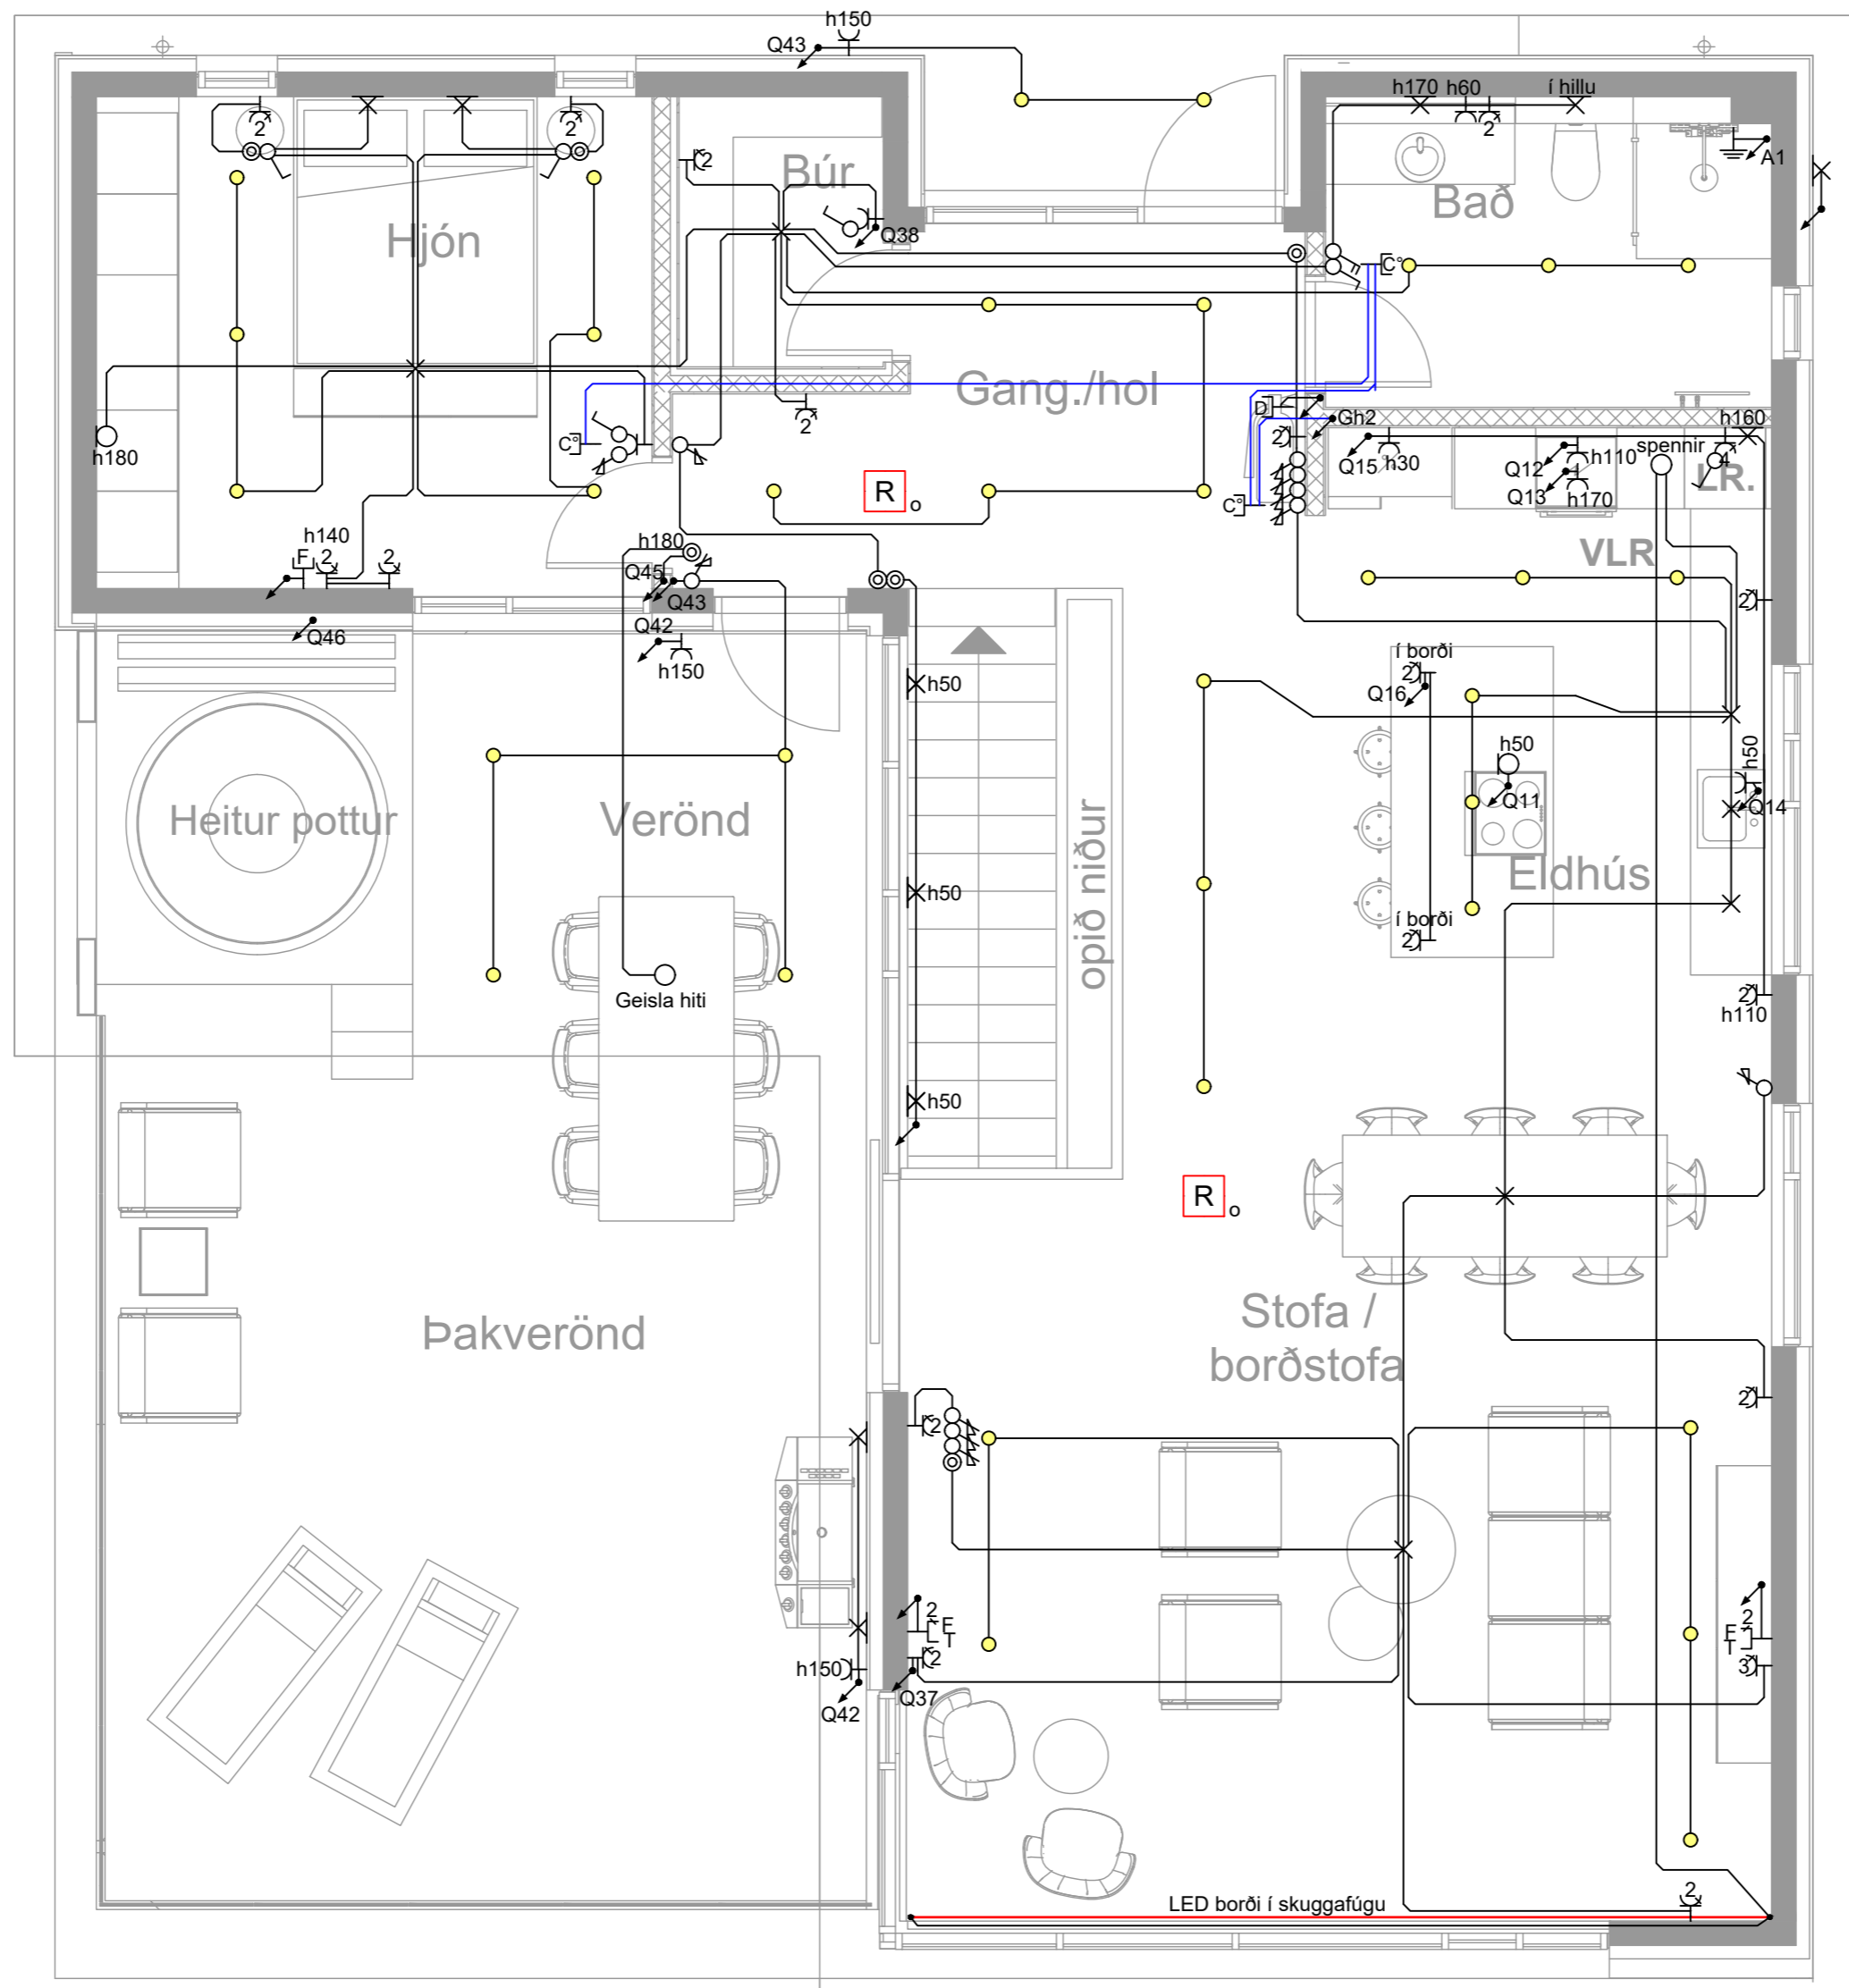 h150
Q43
h170
h60
í hillu
2
2
2
2
A1
Búr
Bað
Hjón
Q38
C°
Gang./hol
2
D
Gh2
h160
C°
2
h180
Q15
h30
Q12
h110
spennir
4
LR.
Q13
h170
R
o
C°
h140
F
2
2
h180
VLR
Q45
Q43
2
Q46
Q42
h150
h50
í borði
2
Q16
h50
h50
Q11
Q14
Heitur pottur
Verönd
opið niður
Eldhús
h50
í borði
2
Geisla hiti
2
h110
h50
R
o
Þakverönd
Stofa /
borðstofa
2
2
2
F
T
2
F
T
2
3
h150
Q37
Q42
2
LED borði í skuggafúgu